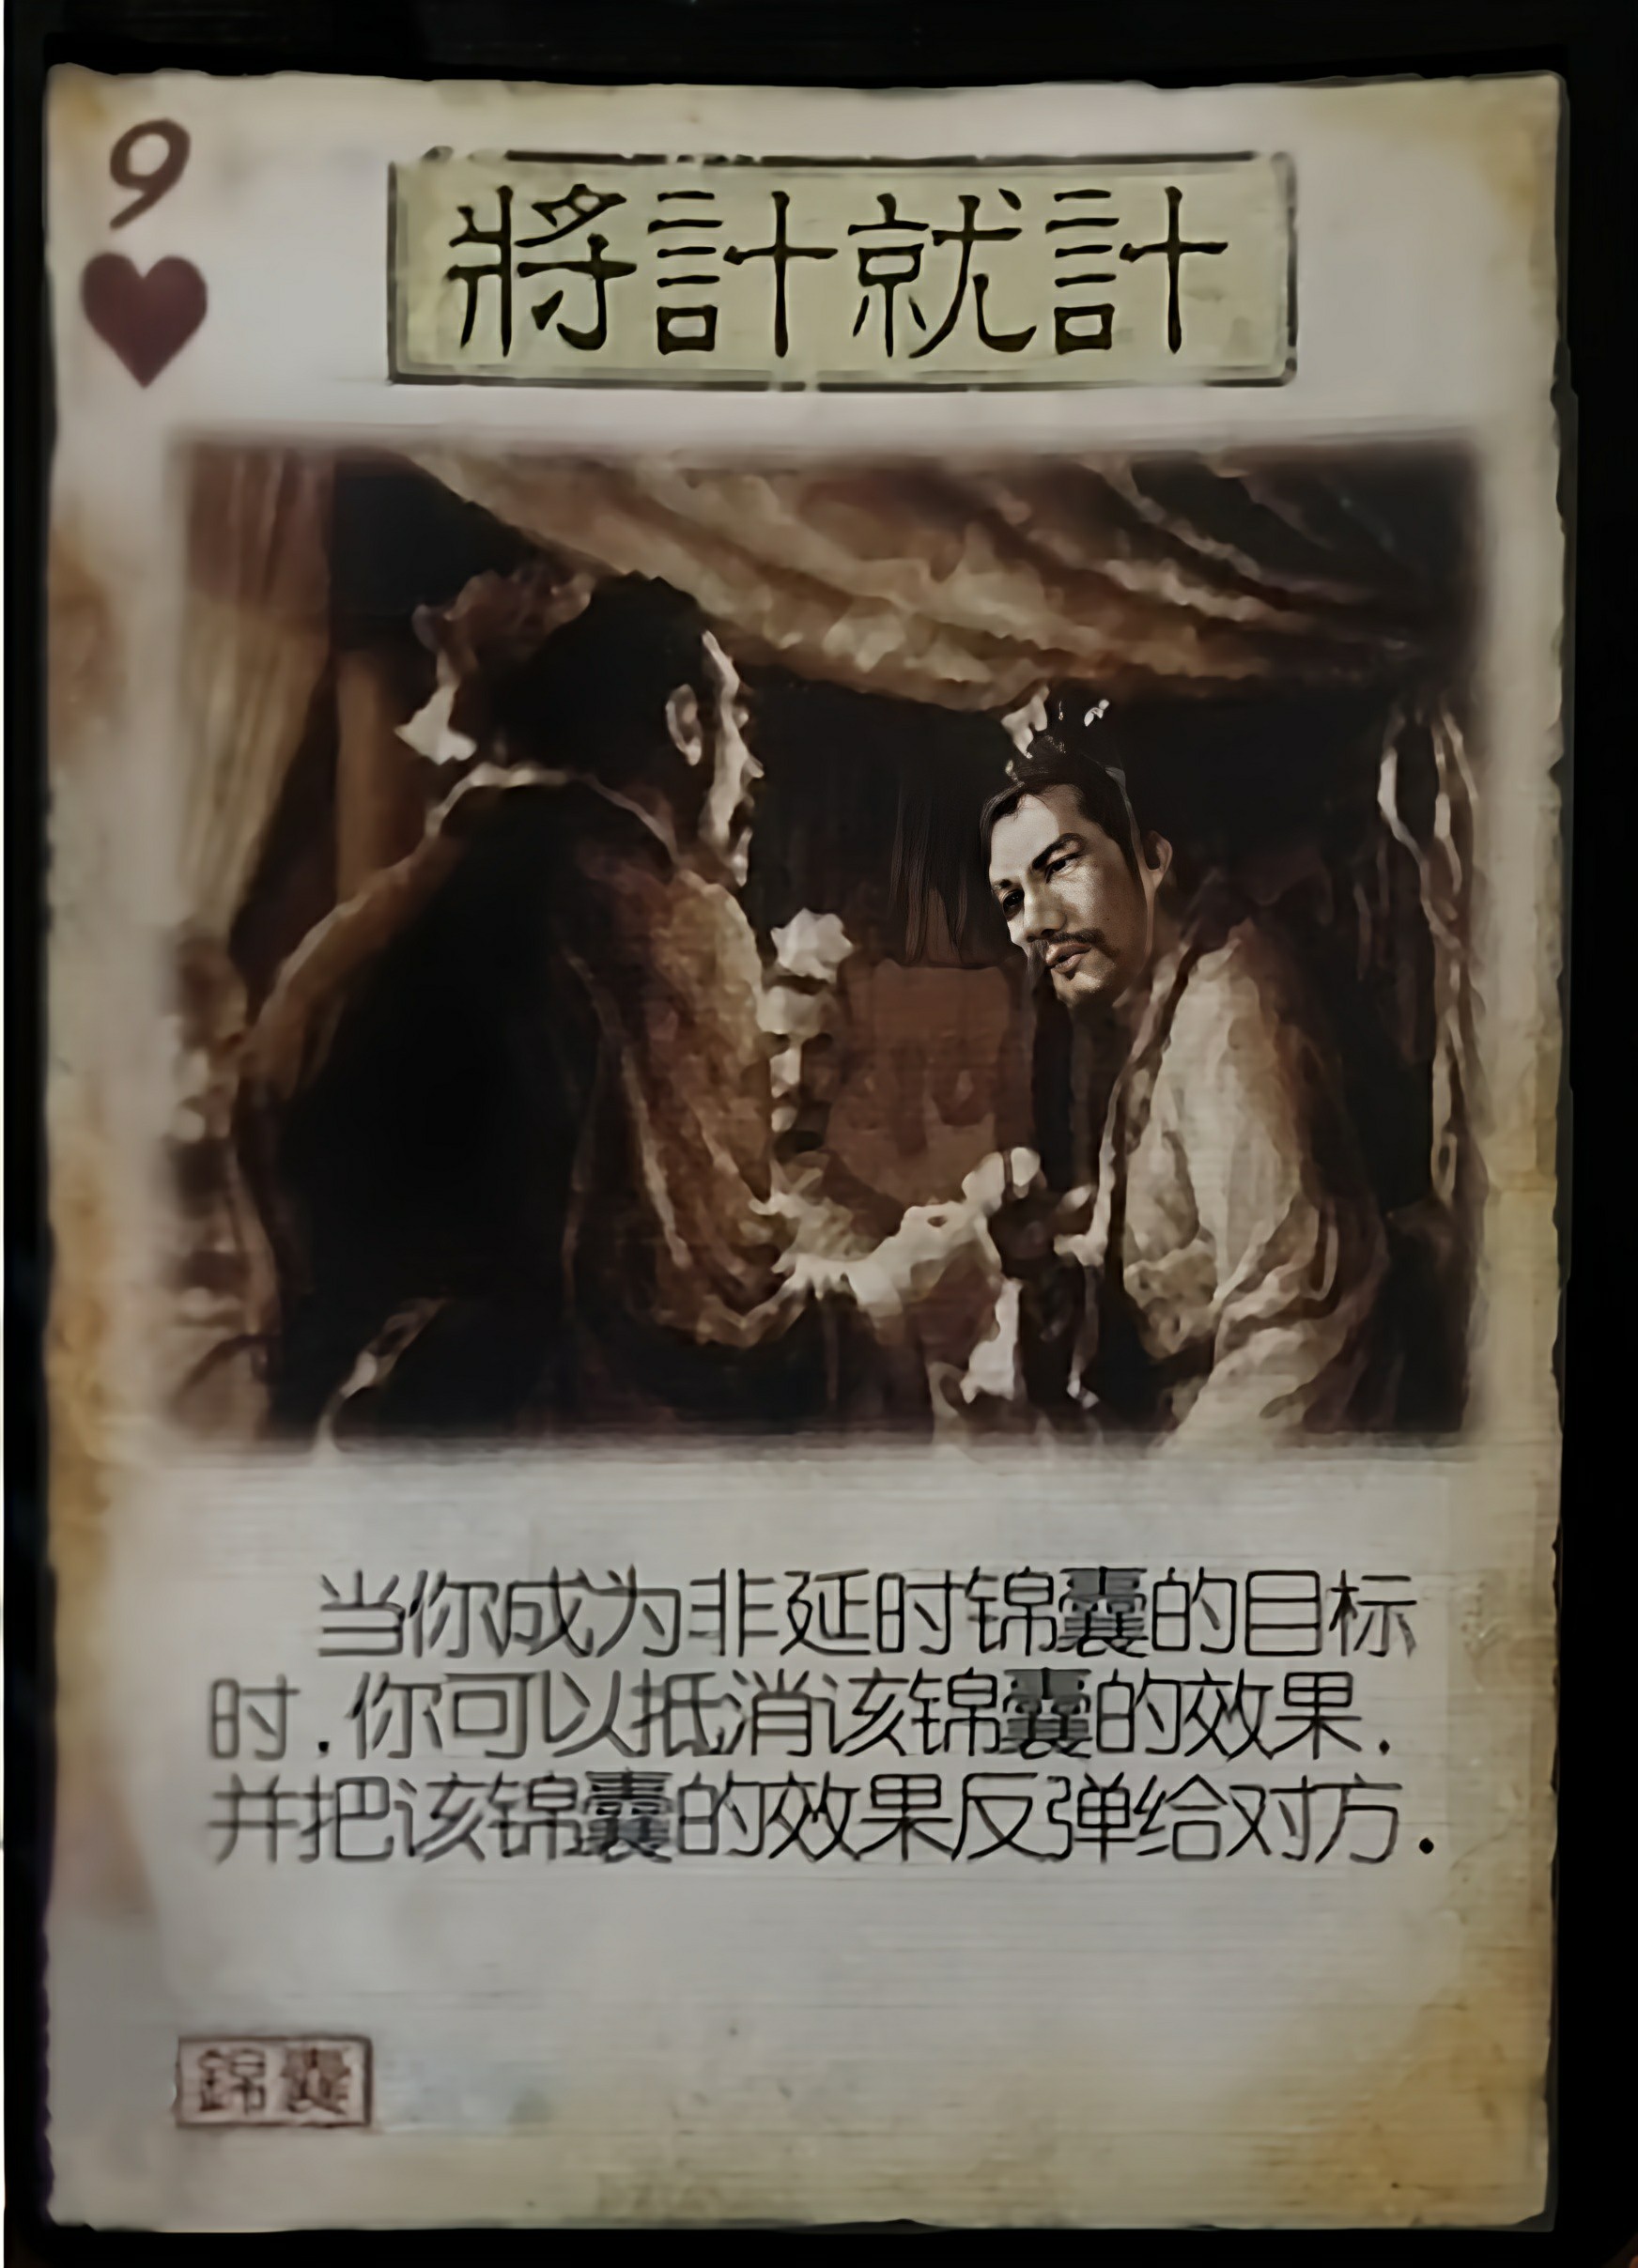 9
將計就計
当你成为非延时锦囊的目标
时.你可以抵消该锦囊的效果.
并把该锦囊的效果反弹给对方.
錦囊